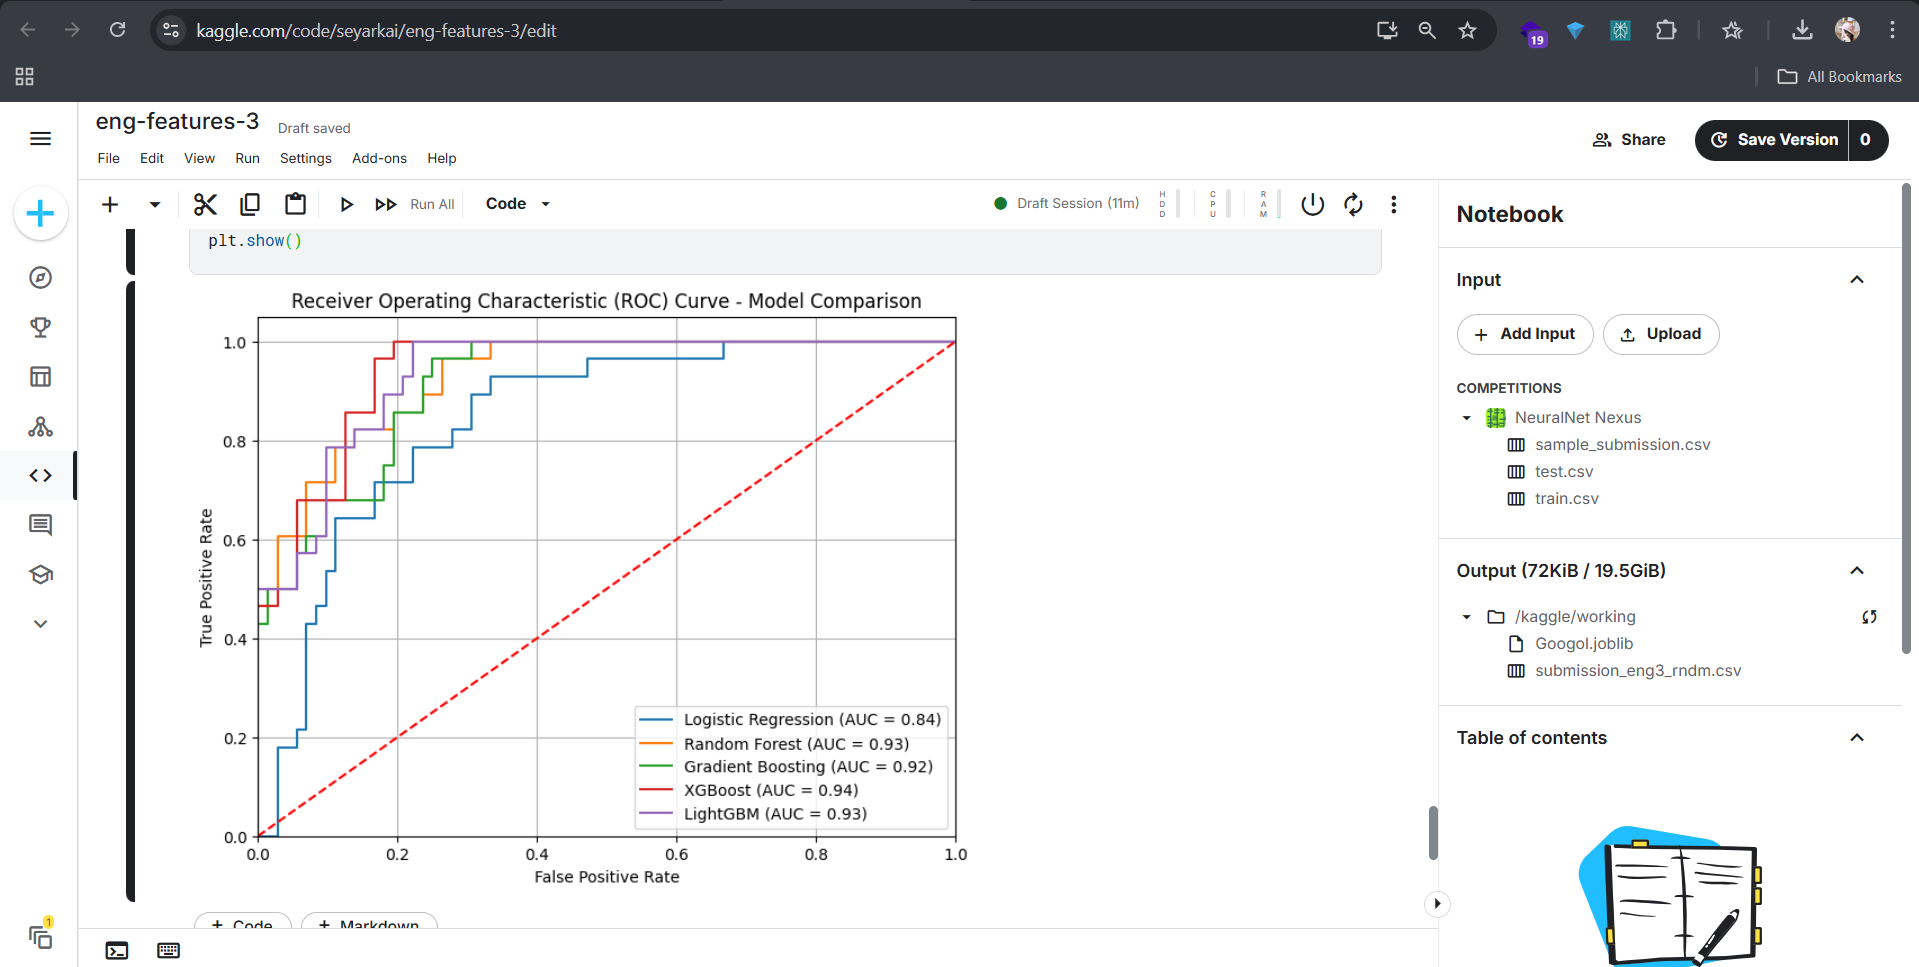 kaggle.com/code/seyarkai/eng-features-3/edit
19
All Bookmarks
eng-features-3
Draft saved
File Edit View Run Settings Add-ons Help
Share
Save Version 0
Run All
Code
Draft Session (11m)
HDD
CPU
RAM
plt.show()
Receiver Operating Characteristic (ROC) Curve - Model Comparison
True Positive Rate
1.0
0.8
0.6
0.4
0.2
0.0
0.0 0.2 0.4 0.6 0.8 1.0
False Positive Rate
Logistic Regression (AUC = 0.84)
Random Forest (AUC = 0.93)
Gradient Boosting (AUC = 0.92)
XGBoost (AUC = 0.94)
LightGBM (AUC = 0.93)
+ Code
+ Markdown
1
Notebook
Input
+ Add Input
Upload
COMPETITIONS
NeuralNet Nexus
sample_submission.csv
test.csv
train.csv
Output (72KiB / 19.5GiB)
/kaggle/working
Googol.joblib
submission_eng3_rndm.csv
Table of contents